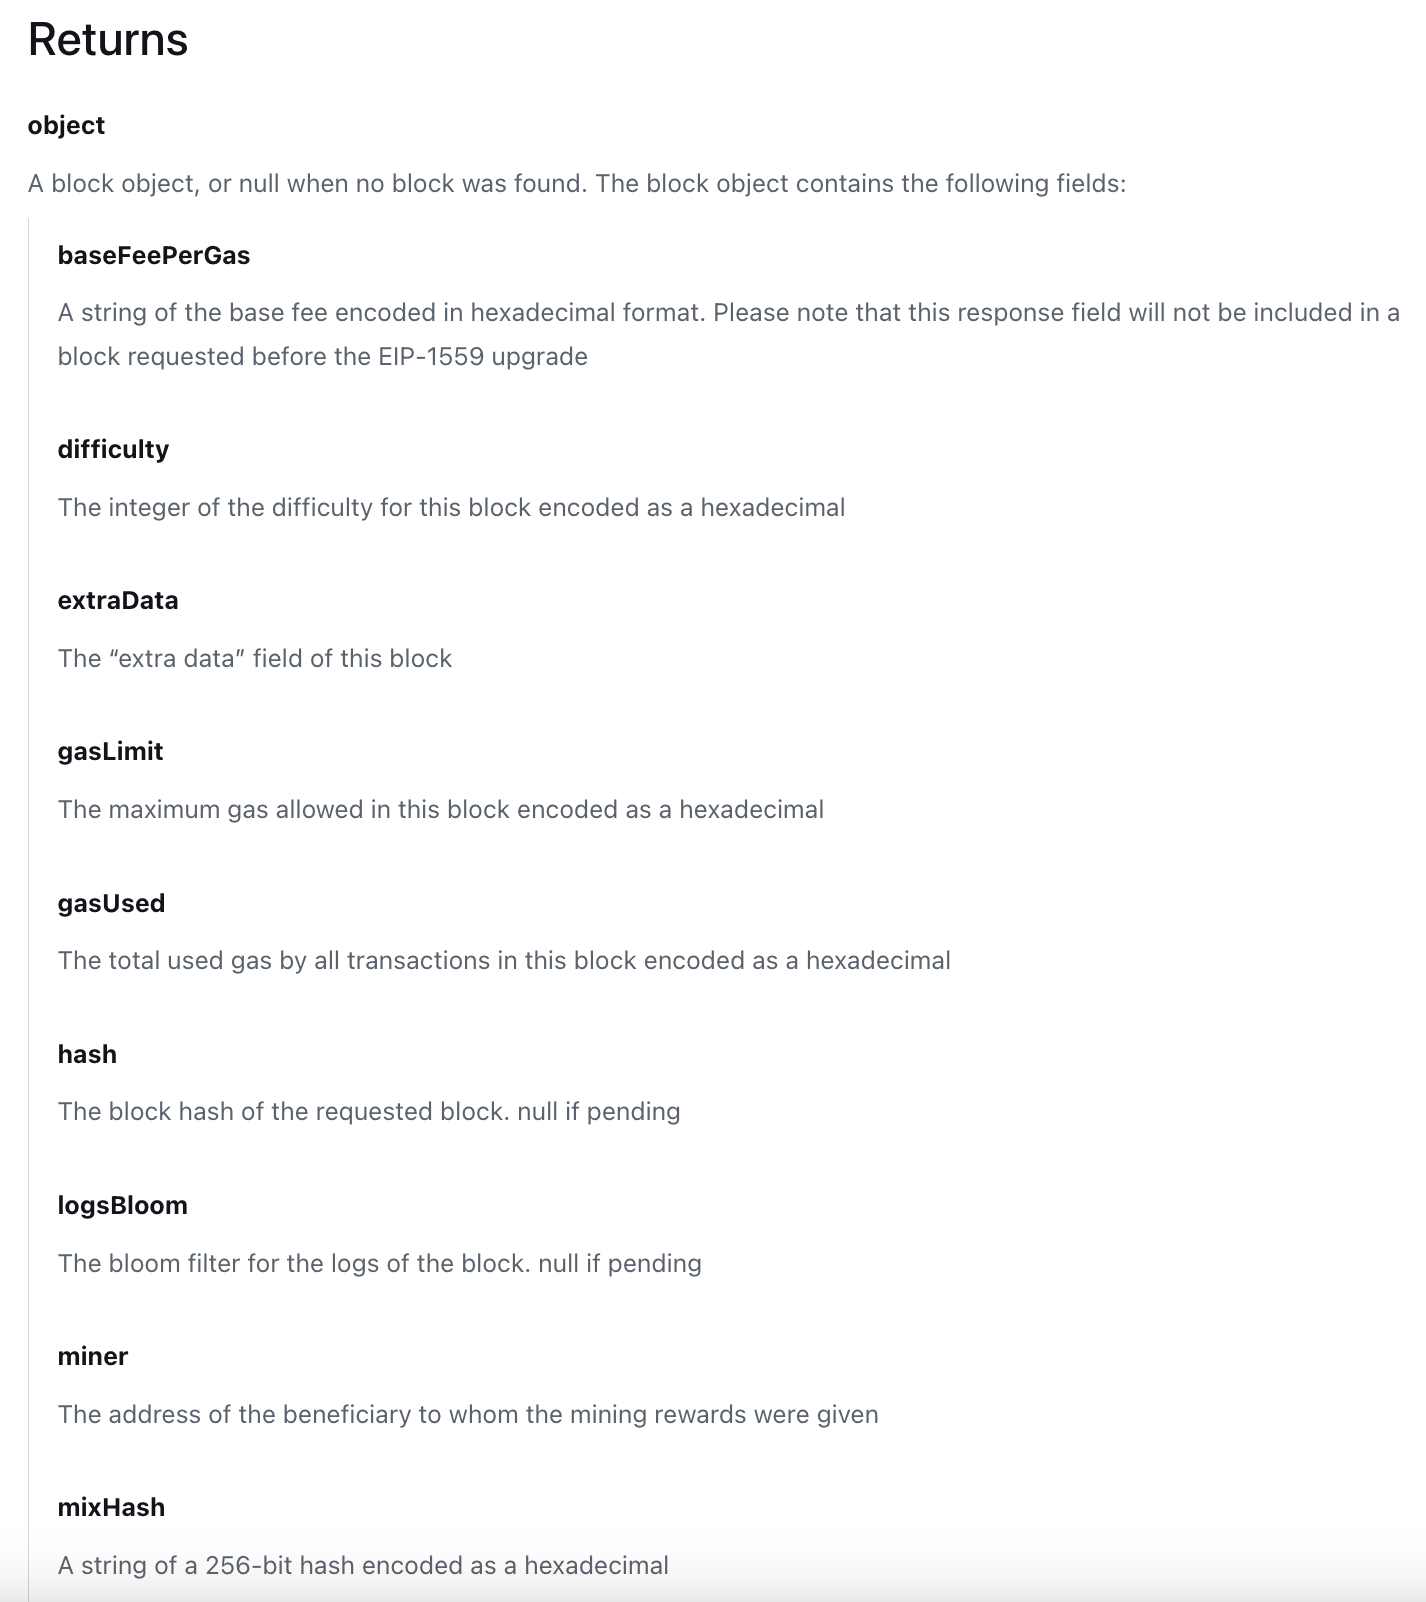 Returns
object
A block object, or null when no block was found. The block object contains the following fields:
baseFeePerGas
A string of the base fee encoded in hexadecimal format. Please note that this response field will not be included in a
block requested before the EIP-1559 upgrade
difficulty
The integer of the difficulty for this block encoded as a hexadecimal
extraData
The “extra data” field of this block
gasLimit
The maximum gas allowed in this block encoded as a hexadecimal
gasUsed
The total used gas by all transactions in this block encoded as a hexadecimal
hash
The block hash of the requested block. null if pending
logsBloom
The bloom filter for the logs of the block. null if pending
miner
The address of the beneficiary to whom the mining rewards were given
mixHash
A string of a 256-bit hash encoded as a hexadecimal